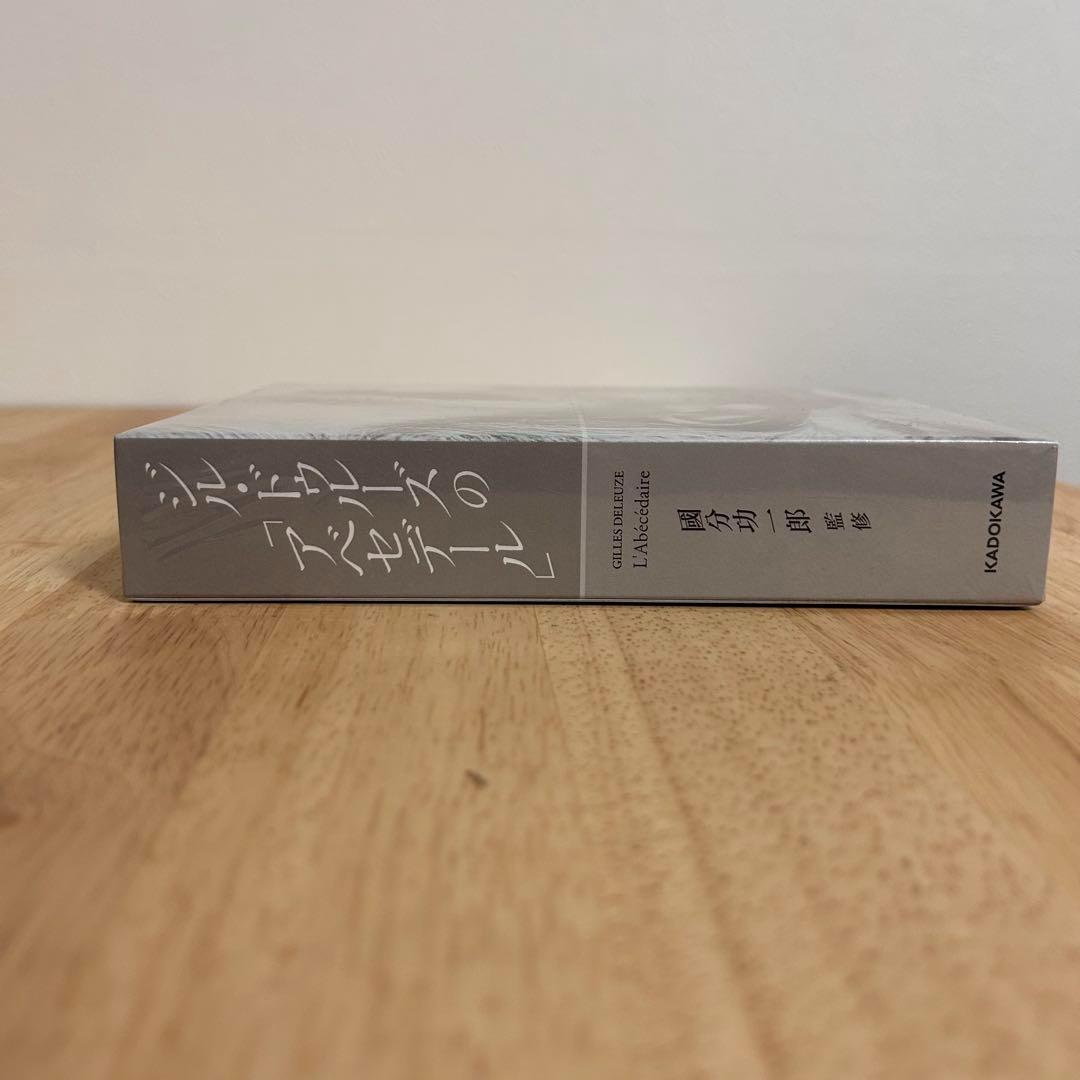 ジル・ドゥルーズの
「アベセデール」
GILLES DELEUZE
L'Abécédaire
國分功一郎 監修
KADOKAWA